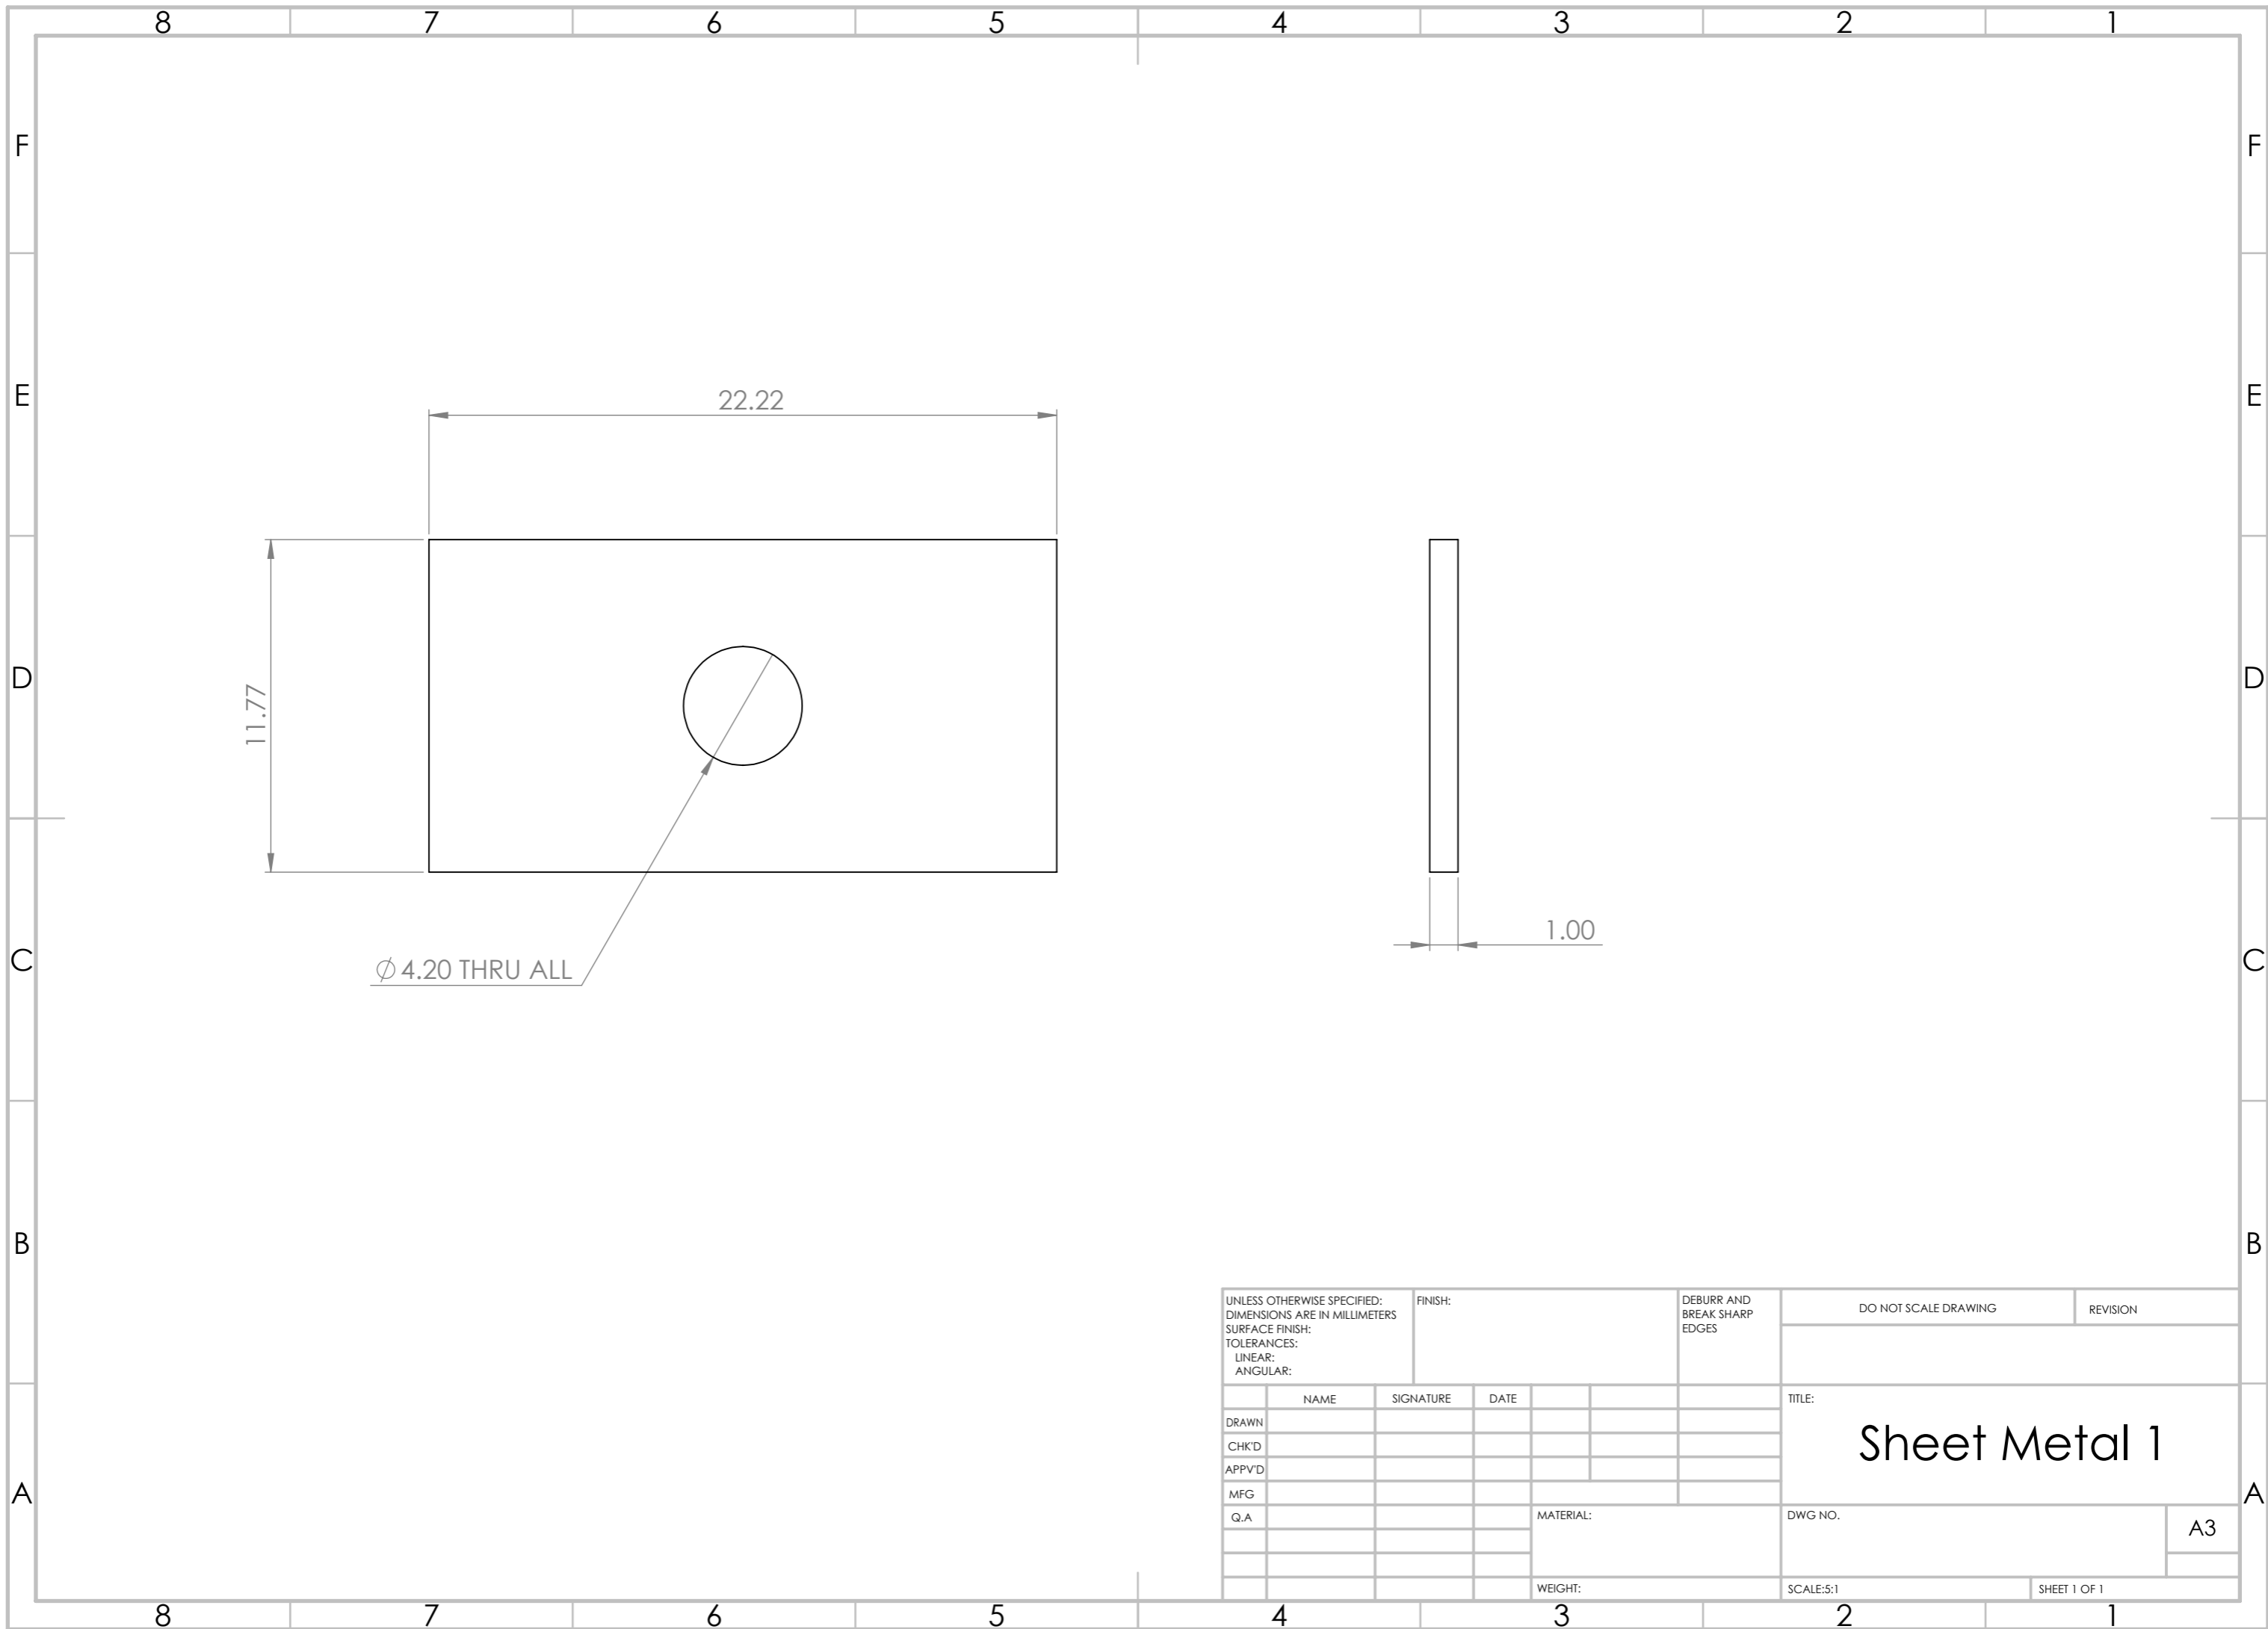 8 7 6 5 4 3 2 1
F F
E E
22.22
D D
11.77
1.00
C C
⌀4.20 THRU ALL
B B
UNLESS OTHERWISE SPECIFIED:
DIMENSIONS ARE IN MILLIMETERS
SURFACE FINISH:
TOLERANCES:
LINEAR:
ANGULAR:
FINISH:
DEBURR AND
BREAK SHARP
EDGES
DO NOT SCALE DRAWING
REVISION
NAME SIGNATURE DATE
TITLE:
Sheet Metal 1
DRAWN
CHK'D
APPV'D
MFG
Q.A
A A
MATERIAL:
DWG NO.
A3
WEIGHT:
SCALE:5:1
SHEET 1 OF 1
8 7 6 5 4 3 2 1